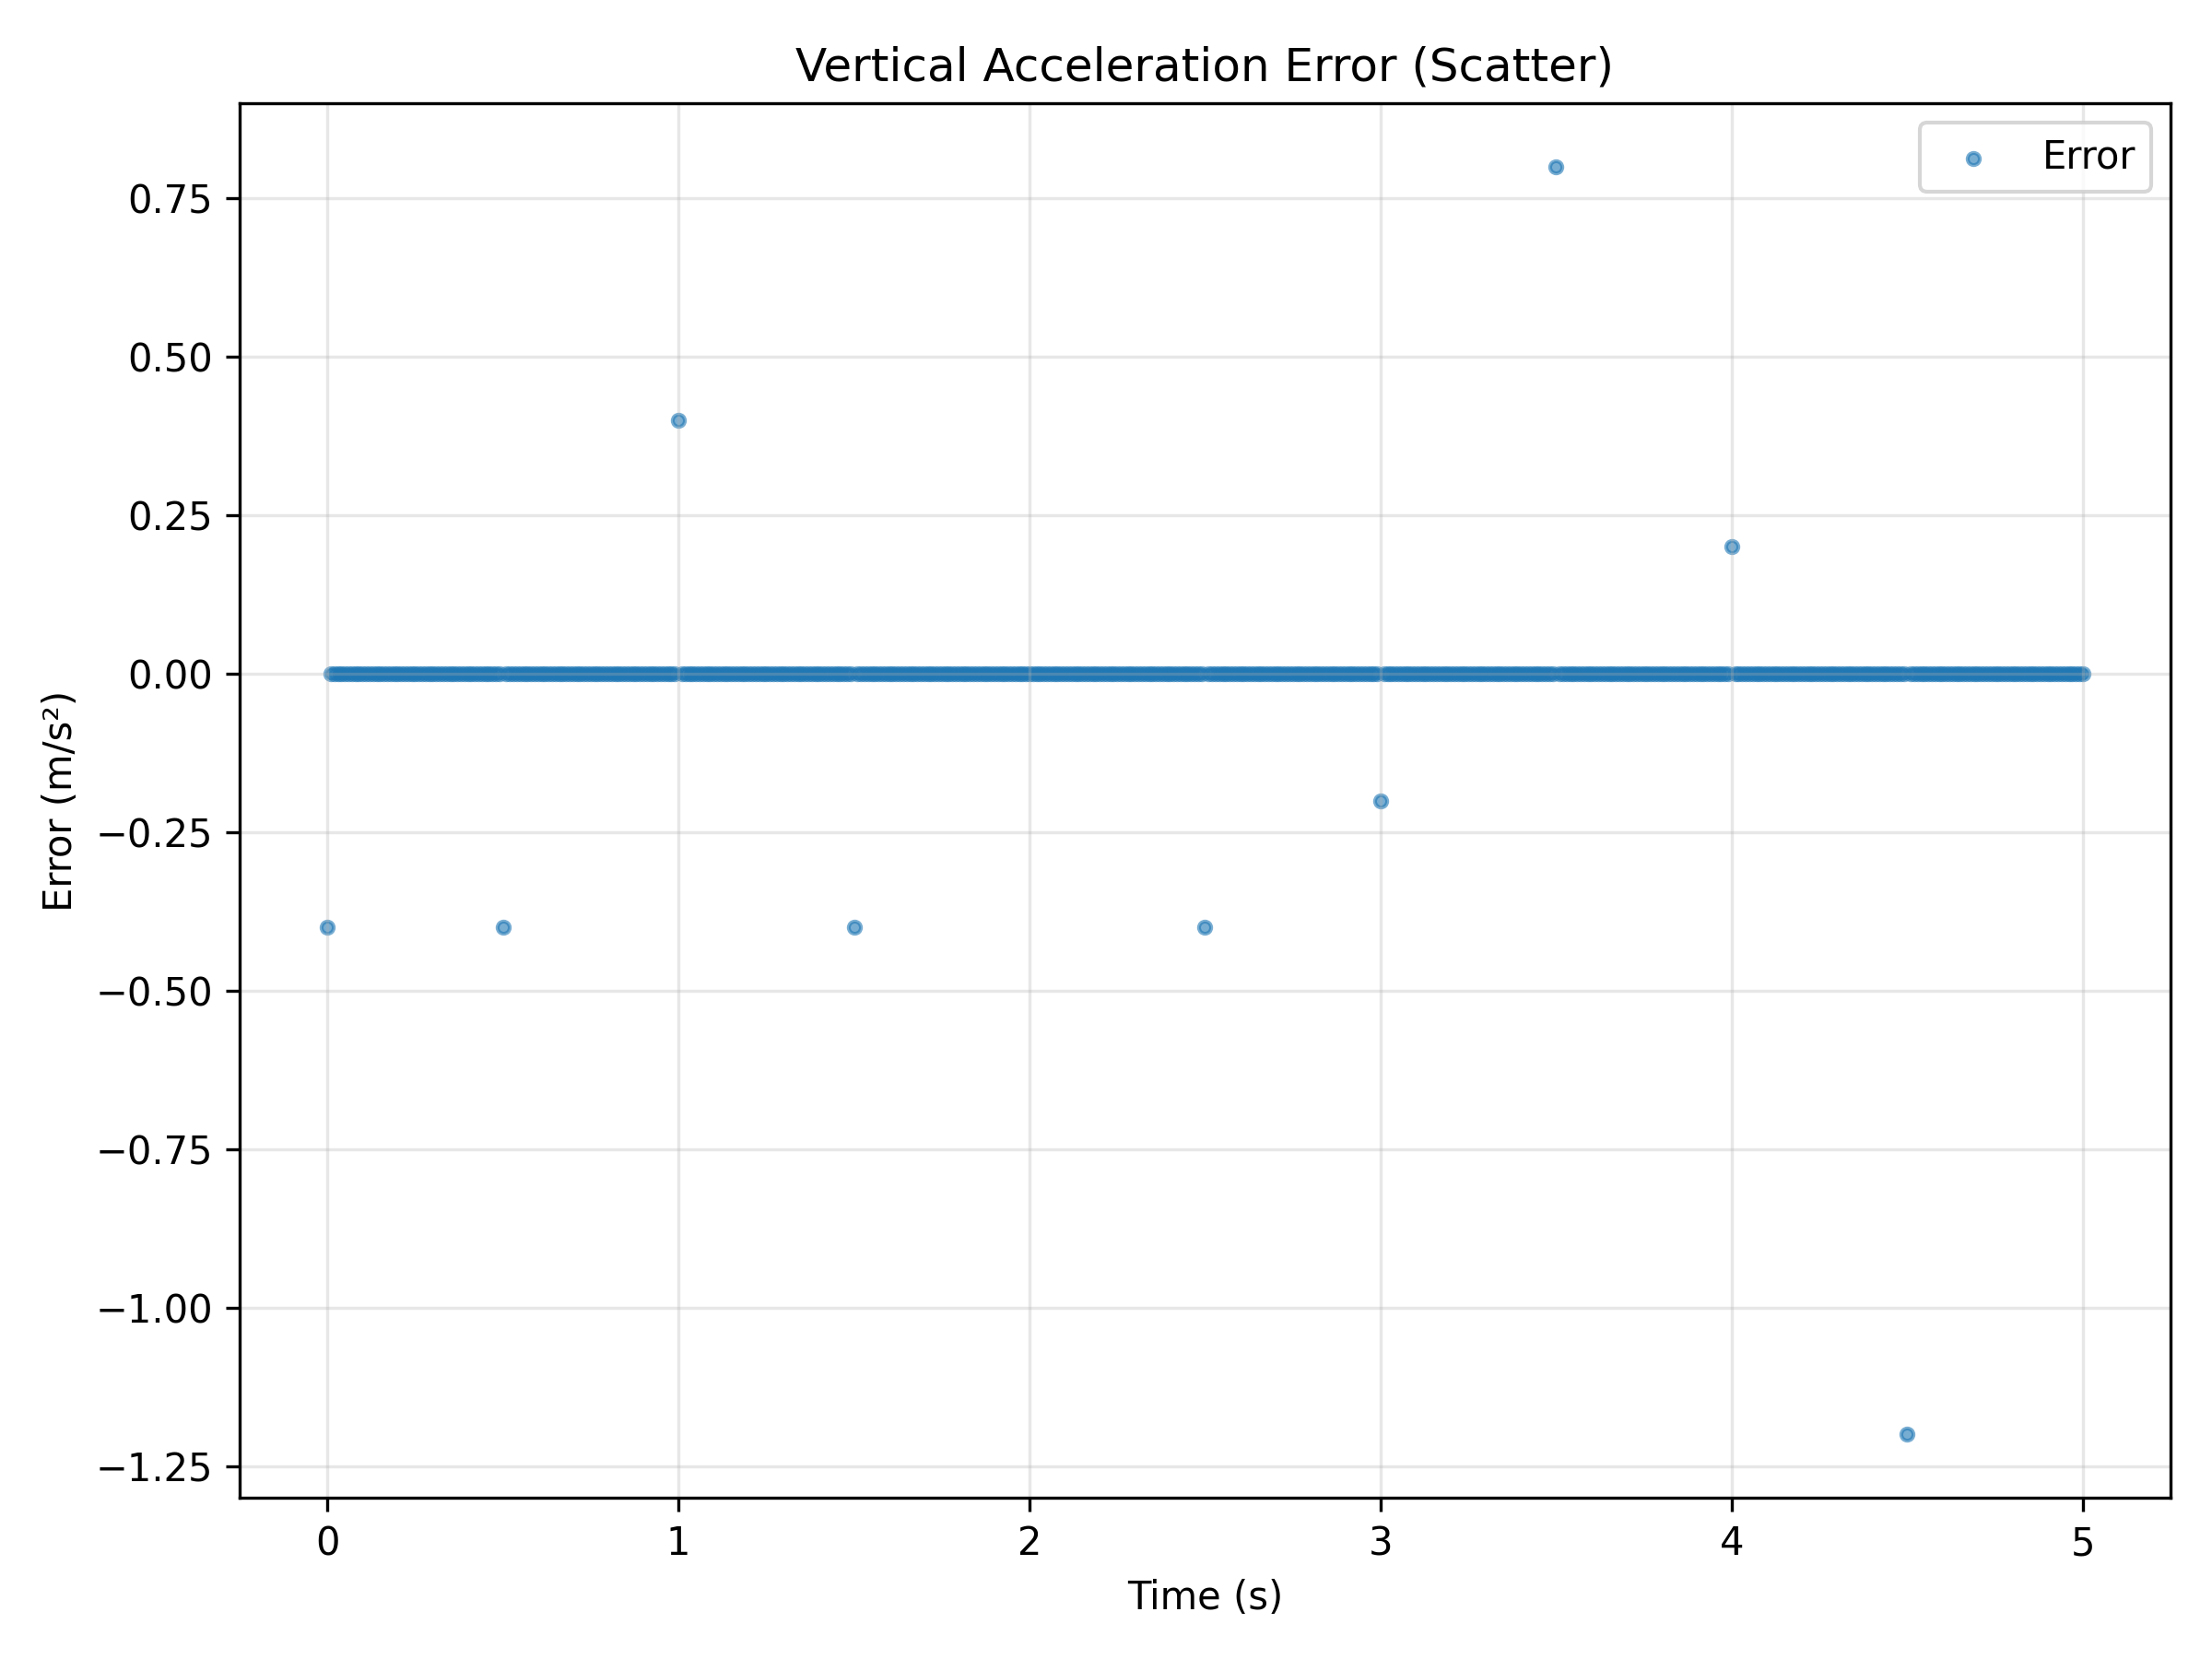 Vertical Acceleration Error (Scatter)
Error
0.75
0.50
0.25
0.00
−0.25
−0.50
−0.75
−1.00
−1.25
Error (m/s²)
0 1 2 3 4 5
Time (s)